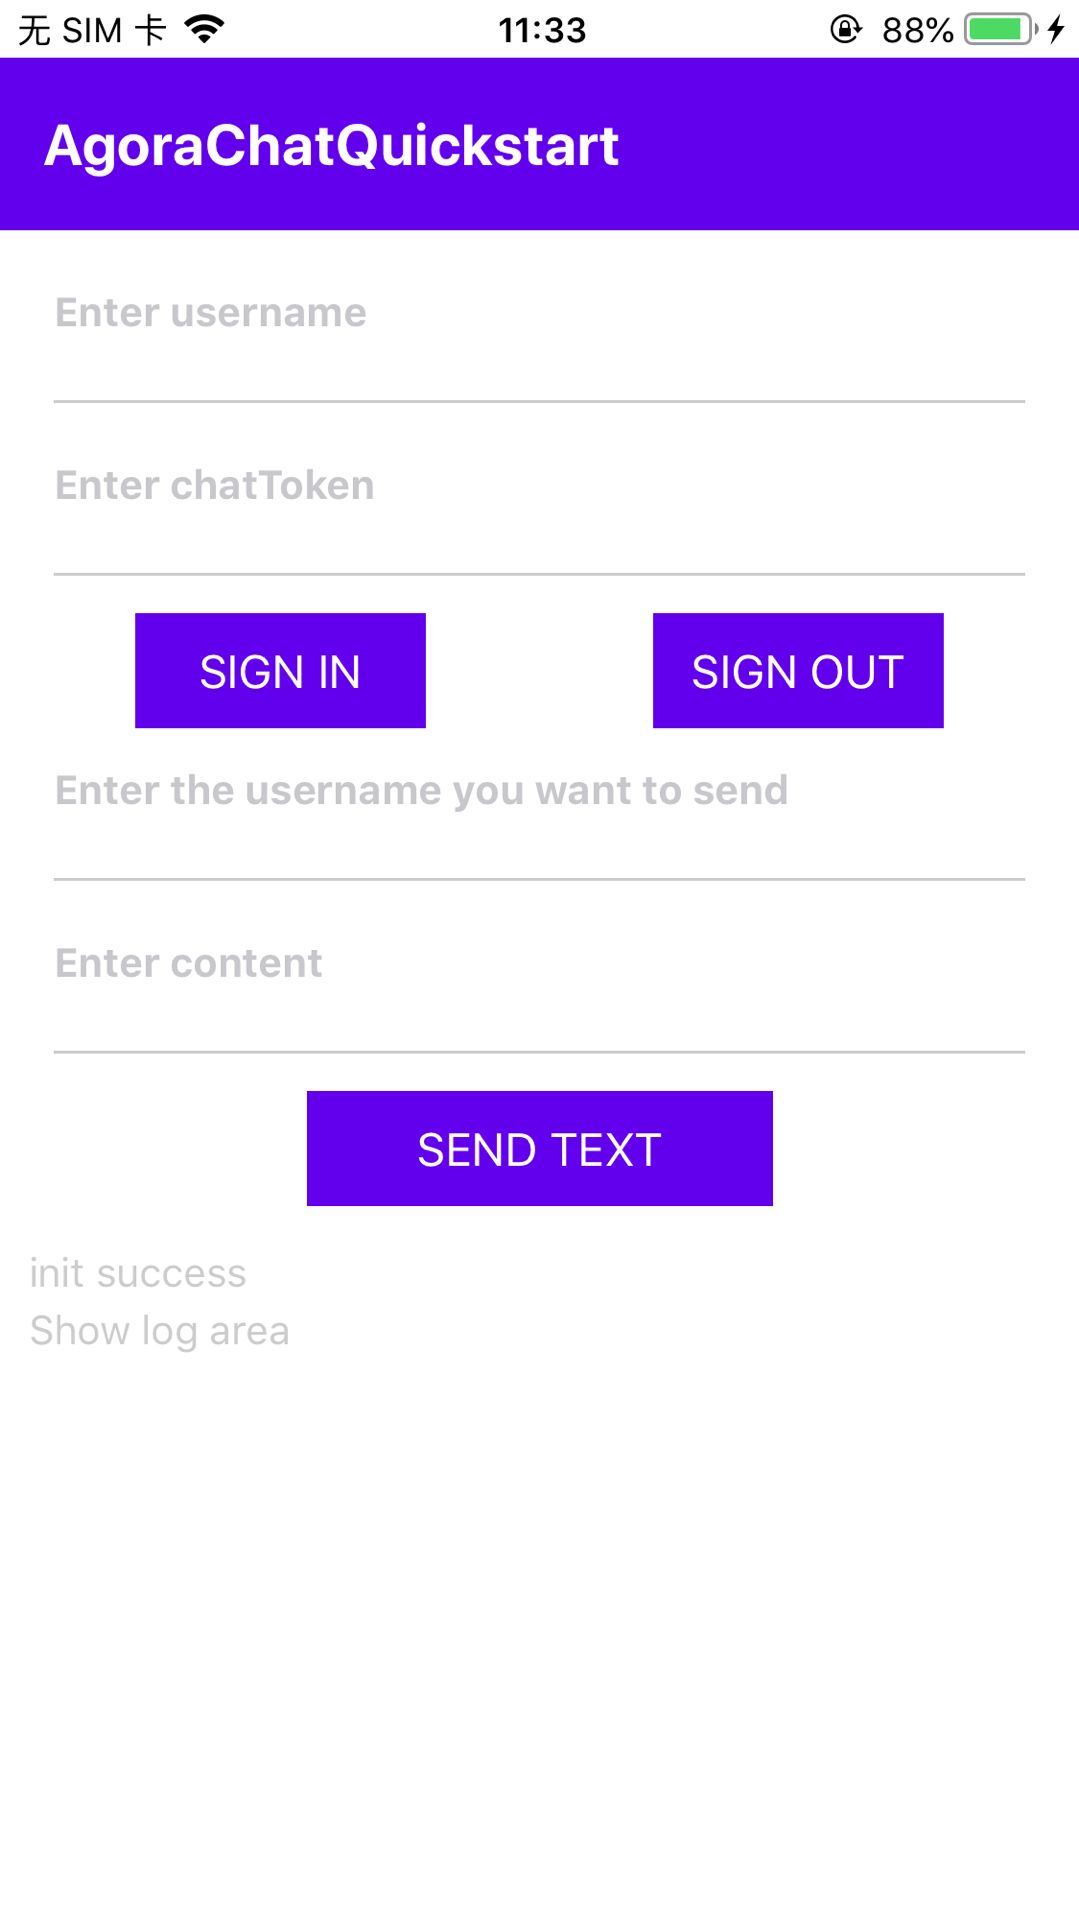 无 SIM 卡 11:33 88%
AgoraChatQuickstart
Enter username
Enter chatToken
SIGN IN SIGN OUT
Enter the username you want to send
Enter content
SEND TEXT
init success
Show log area